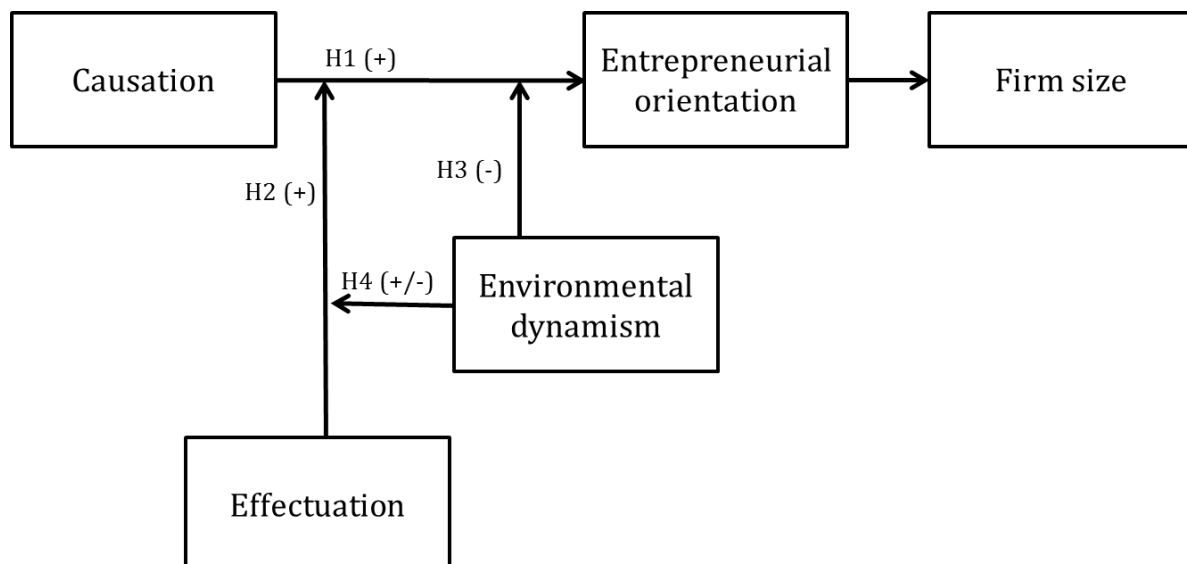 Causation
H1 (+)
Entrepreneurial
orientation
Firm size
H2 (+)
H3 (-)
H4 (+/-)
Environmental
dynamism
Effectuation